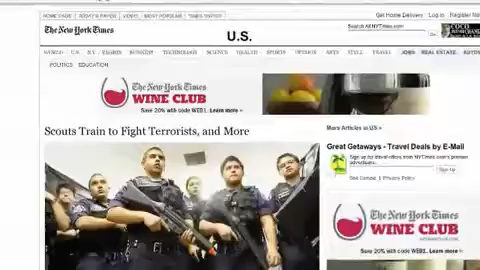 HOME PAGE TODAY'S PAPER VIDEO MOST POPULAR TIMES TOPICS
Get Home Delivery Log In Register No
The New York Times
U.S.
Search All NYTimes.com
Go
WORLD U.S. N.Y. / REGION BUSINESS TECHNOLOGY SCIENCE HEALTH SPORTS OPINION ARTS STYLE TRAVEL JOBS REAL ESTATE AUTOS
POLITICS EDUCATION
The New York Times
WINE CLUB
Save 20% with code WEB1. Learn more »
Scouts Train to Fight Terrorists, and More
More Articles in US »
Great Getaways - Travel Deals by E-Mail
Sign up for
Sign Up
See Sample | Privacy Policy
The New York Times
WINE CLUB
Save 20% with code WEB1. Learn more »